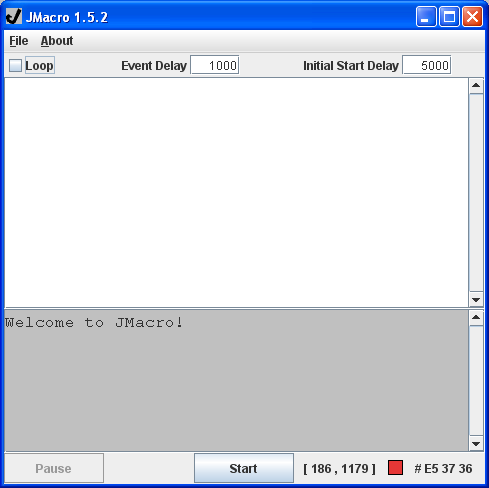 JMacro 1.5.2
File About
Loop Event Delay 1000 Initial Start Delay 5000
Welcome to JMacro!
Pause Start [ 186 , 1179 ] # E5 37 36